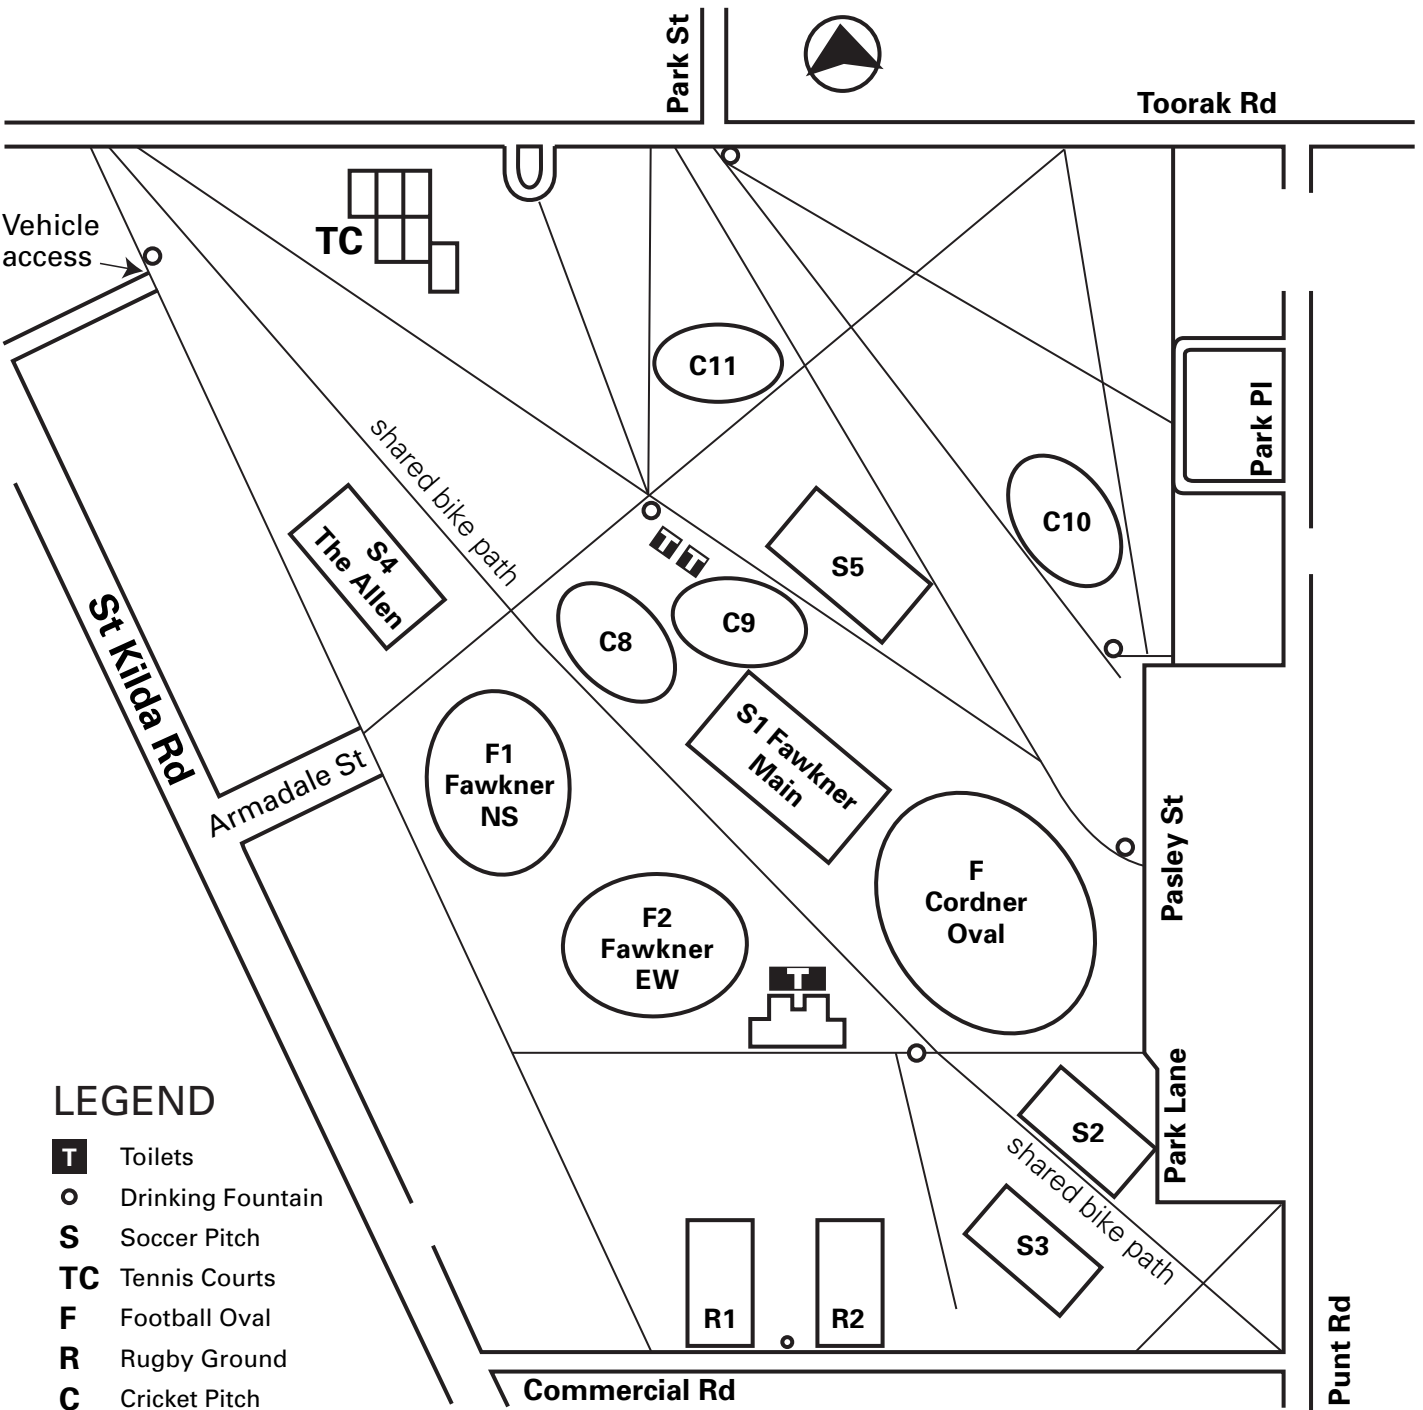 Park St
Toorak Rd
Vehicle
access
TC
C11
Park Pl
shared bike path
C10
S4
The Allen
T T
S5
C9
C8
St Kilda Rd
S1 Fawkner
Main
F1
Fawkner
NS
Armadale St
Pasley St
F
Cordner
Oval
F2
Fawkner
EW
T
Park Lane
S2
shared bike path
S3
R1
R2
Punt Rd
Commercial Rd
LEGEND
T Toilets
Drinking Fountain
S Soccer Pitch
TC Tennis Courts
F Football Oval
R Rugby Ground
C Cricket Pitch